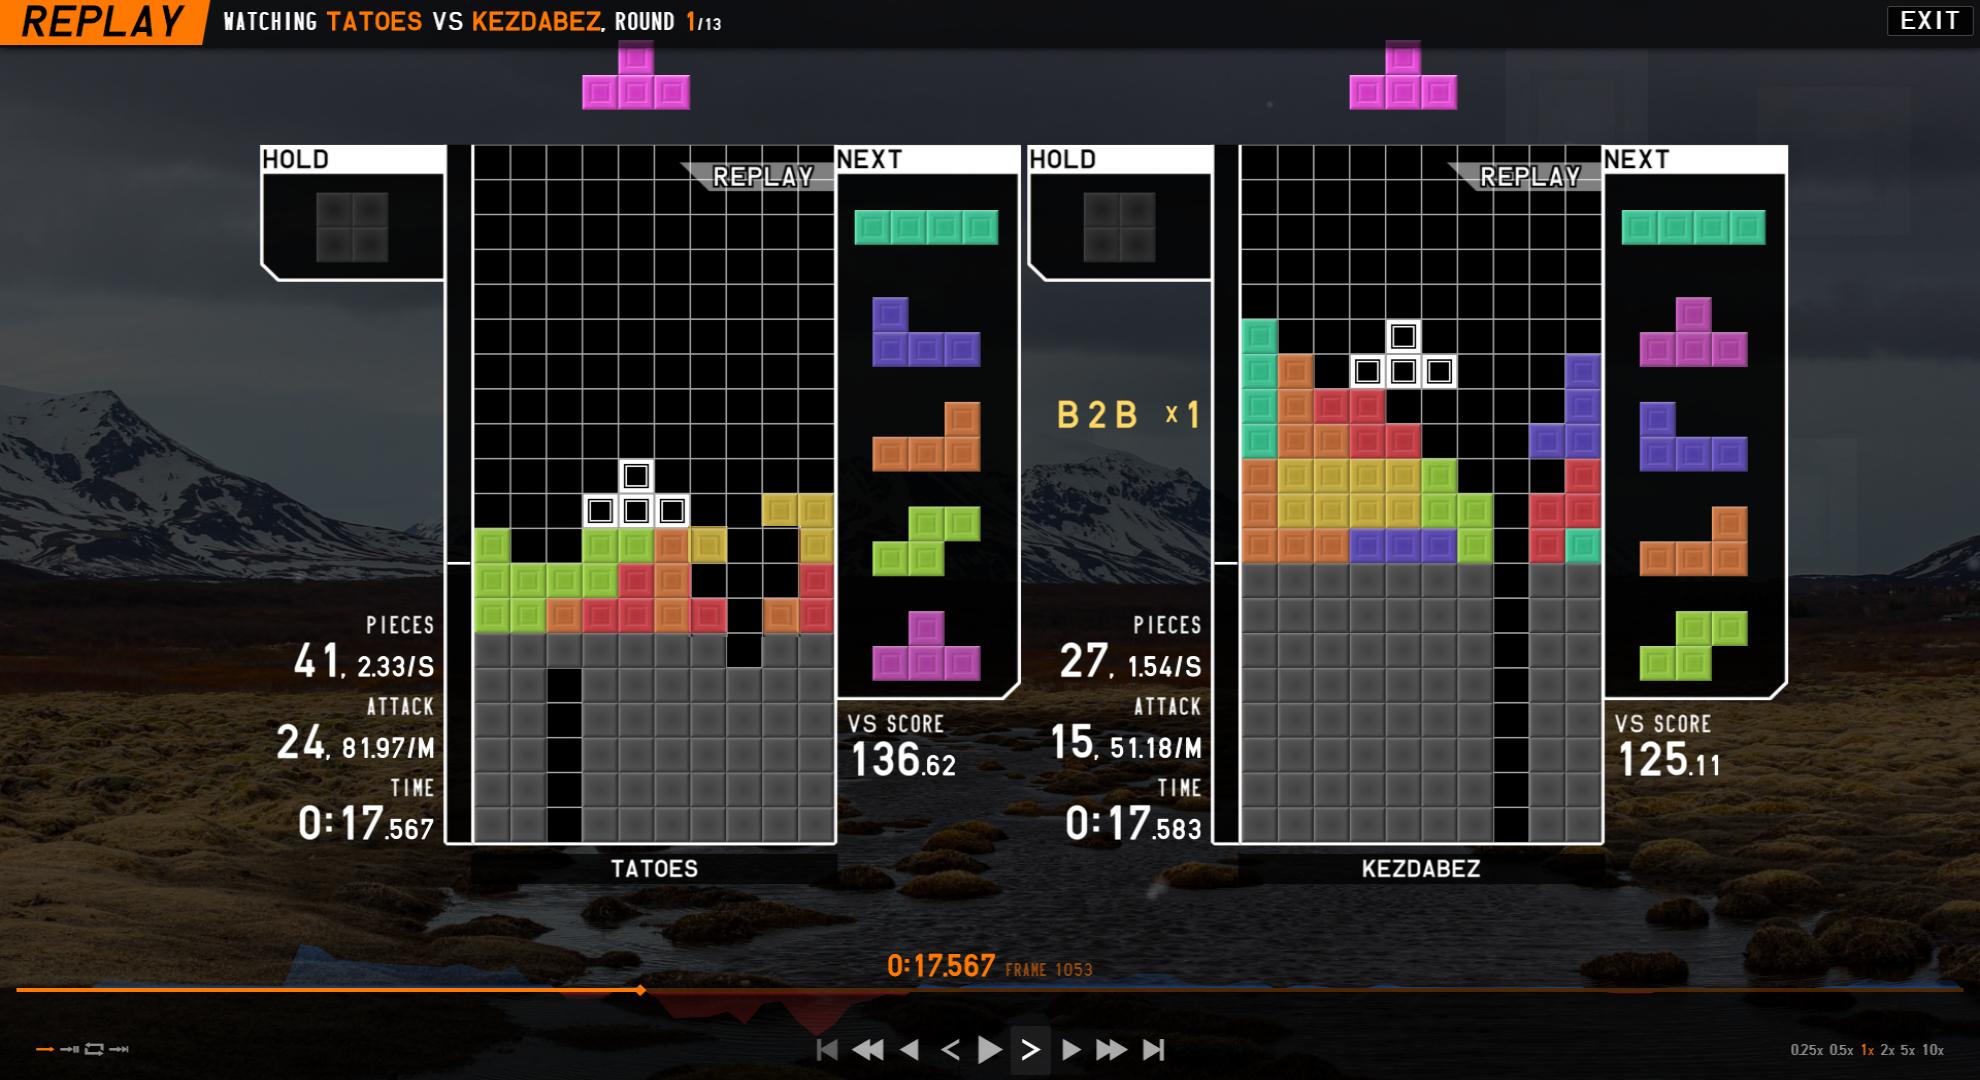 REPLAY WATCHING TATOES VS KEZDABEZ, ROUND 1/13 EXIT
HOLD
REPLAY
NEXT
PIECES
41, 2.33/S
ATTACK
24, 81.97/M
TIME
0:17.567
VS SCORE
136.62
TATOES
HOLD
REPLAY
NEXT
B2B x1
PIECES
27, 1.54/S
ATTACK
15, 51.18/M
TIME
0:17.583
VS SCORE
125.11
KEZDABEZ
0:17.567 FRAME 1053
0.25x 0.5x 1x 2x 5x 10x